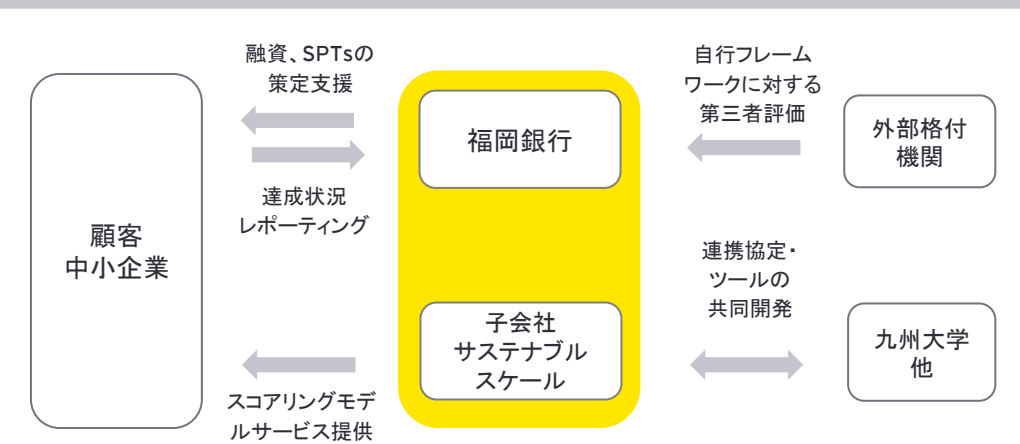 融資、SPTsの
策定支援
自行フレーム
ワークに対する
第三者評価
福岡銀行
外部格付
機関
達成状況
レポーティング
顧客
中小企業
連携協定・
ツールの
共同開発
子会社
サステナブル
スケール
九州大学
他
スコアリングモデ
ルサービス提供